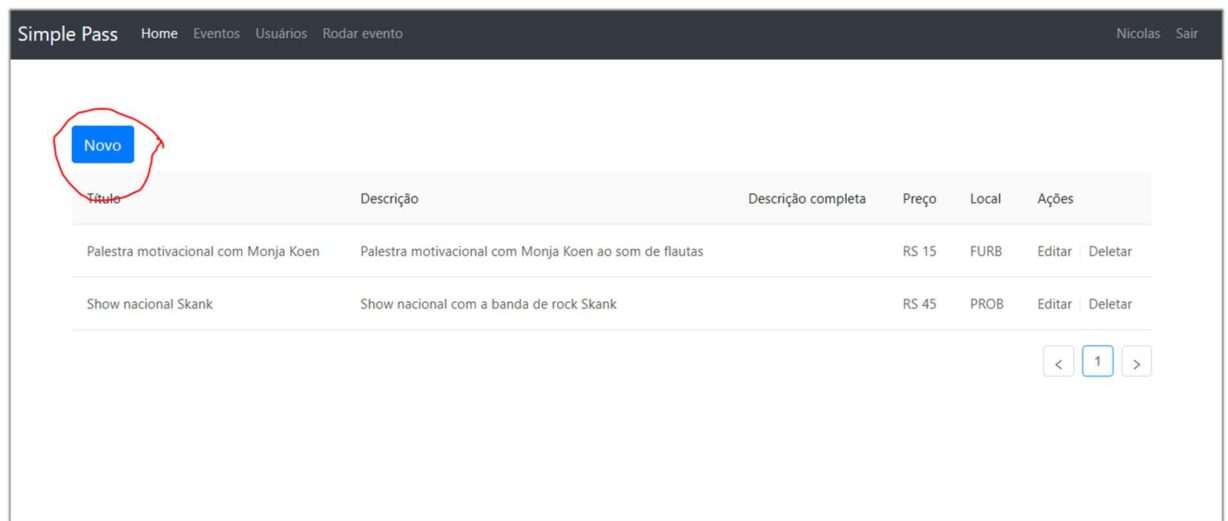 Simple Pass Home Eventos Usuários Rodar evento Nicolas Sair
Novo
Título Descrição Descrição completa Preço Local Ações
Palestra motivacional com Monja Koen Palestra motivacional com Monja Koen ao som de flautas RS 15 FURB Editar Deletar
Show nacional Skank Show nacional com a banda de rock Skank RS 45 PROB Editar Deletar
< 1 >